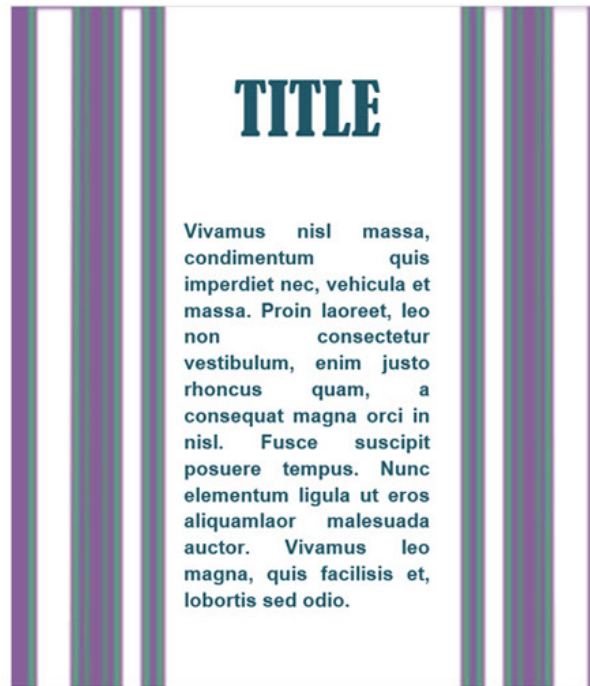 TITLE
Vivamus nisl massa,
condimentum quis
imperdiet nec, vehicula et
massa. Proin laoreet, leo
non consectetur
vestibulum, enim justo
rhoncus quam, a
consequat magna orci in
nisl. Fusce suscipit
posuere tempus. Nunc
elementum ligula ut eros
aliquamlaor malesuada
auctor. Vivamus leo
magna, quis facilisis et,
lobortis sed odio.